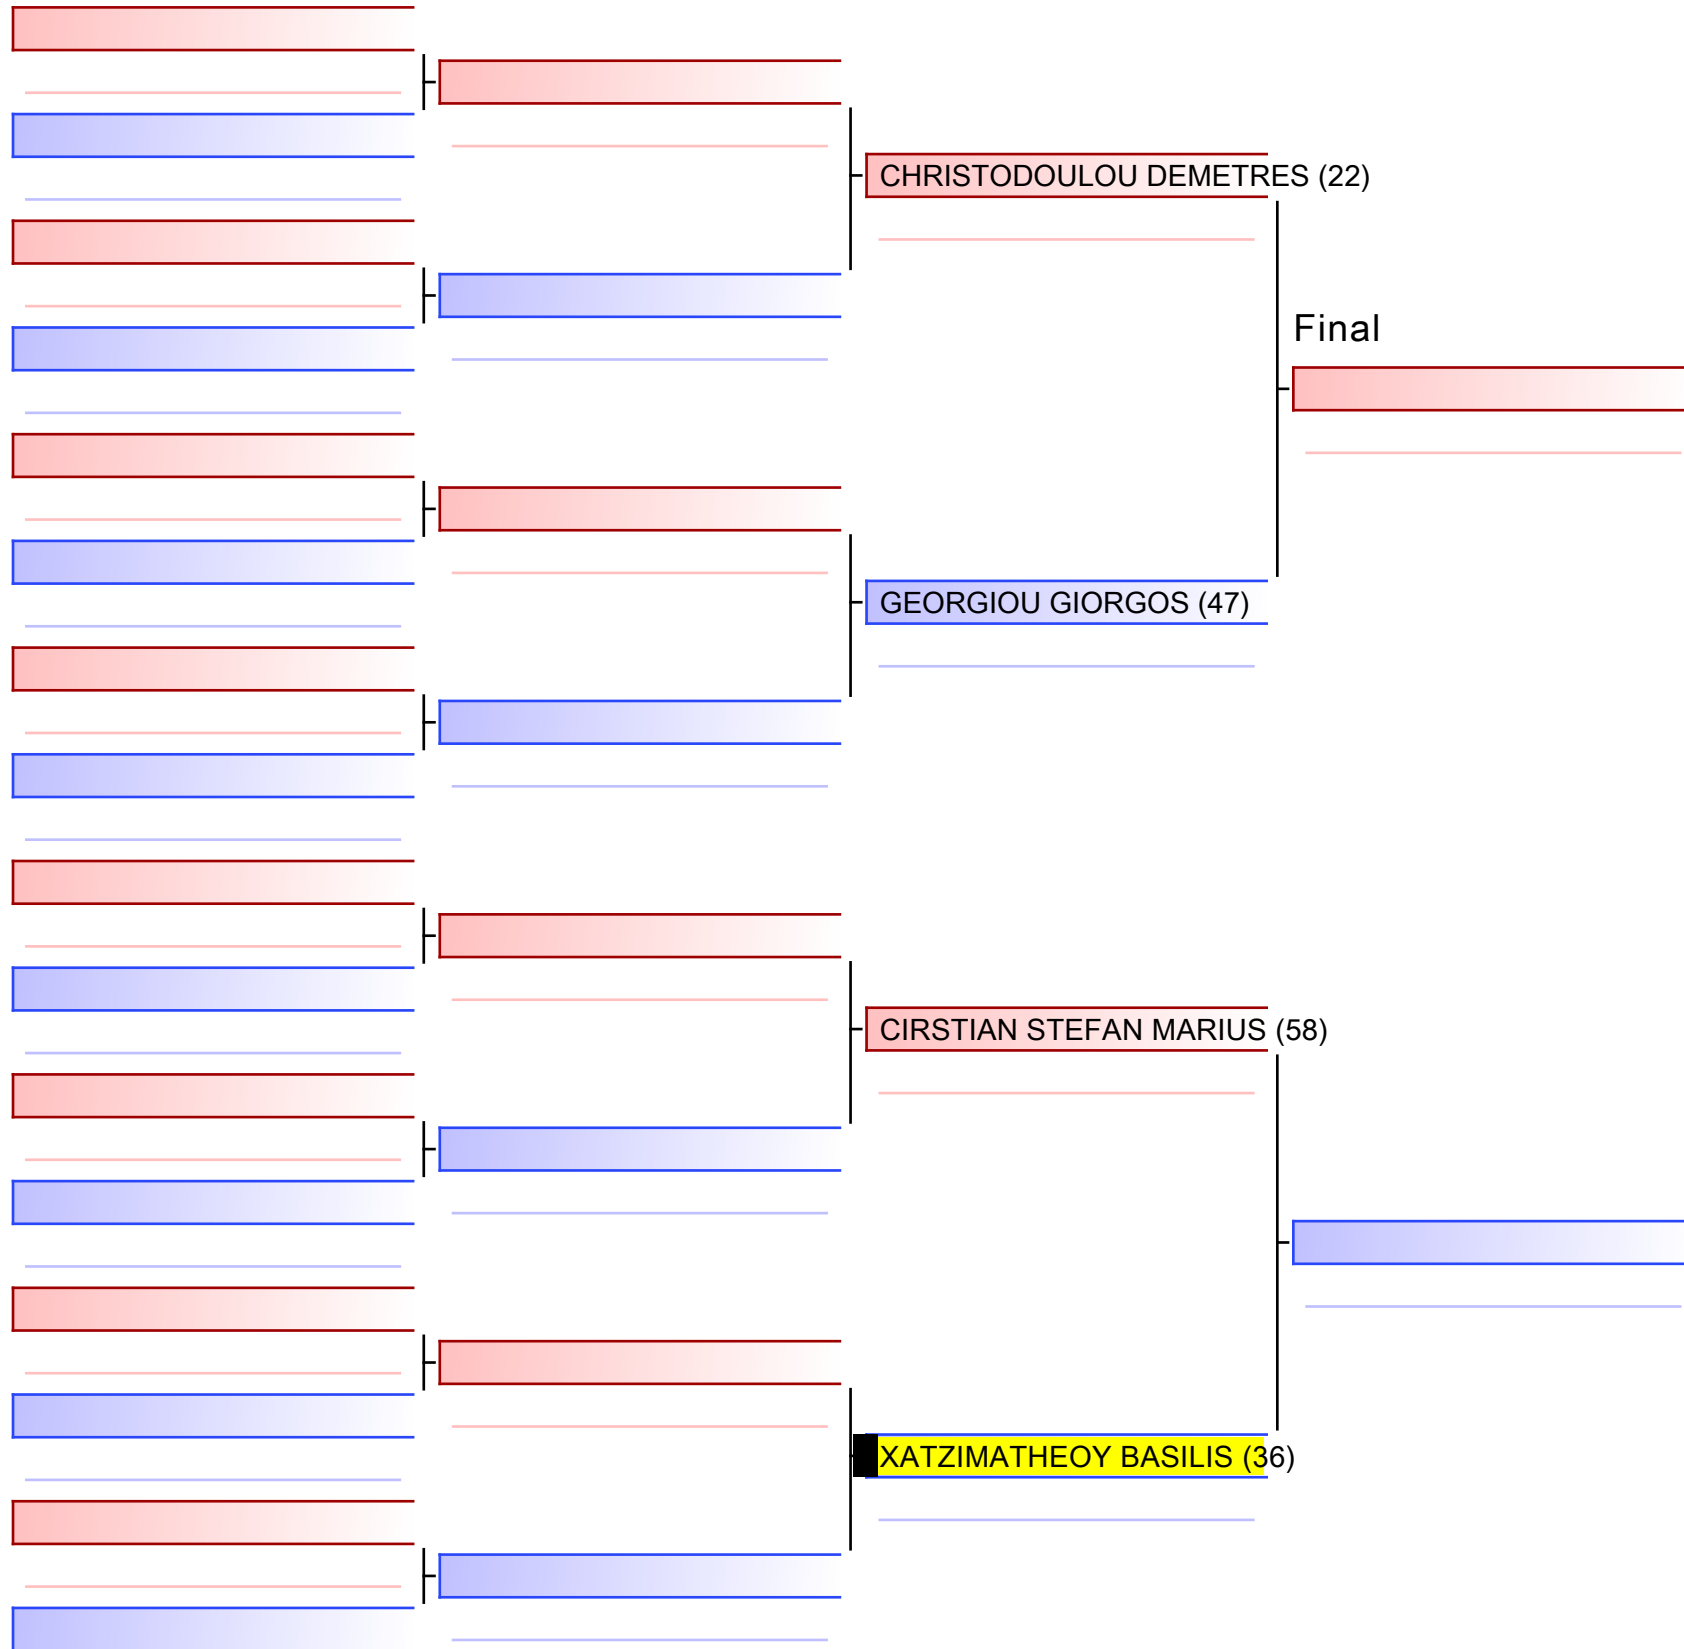 CHRISTODOULOU DEMETRES (22)
Final
GEORGIOU GIORGOS (47)
CIRSTIAN STEFAN MARIUS (58)
XATZIMATHEOY BASILIS (36)